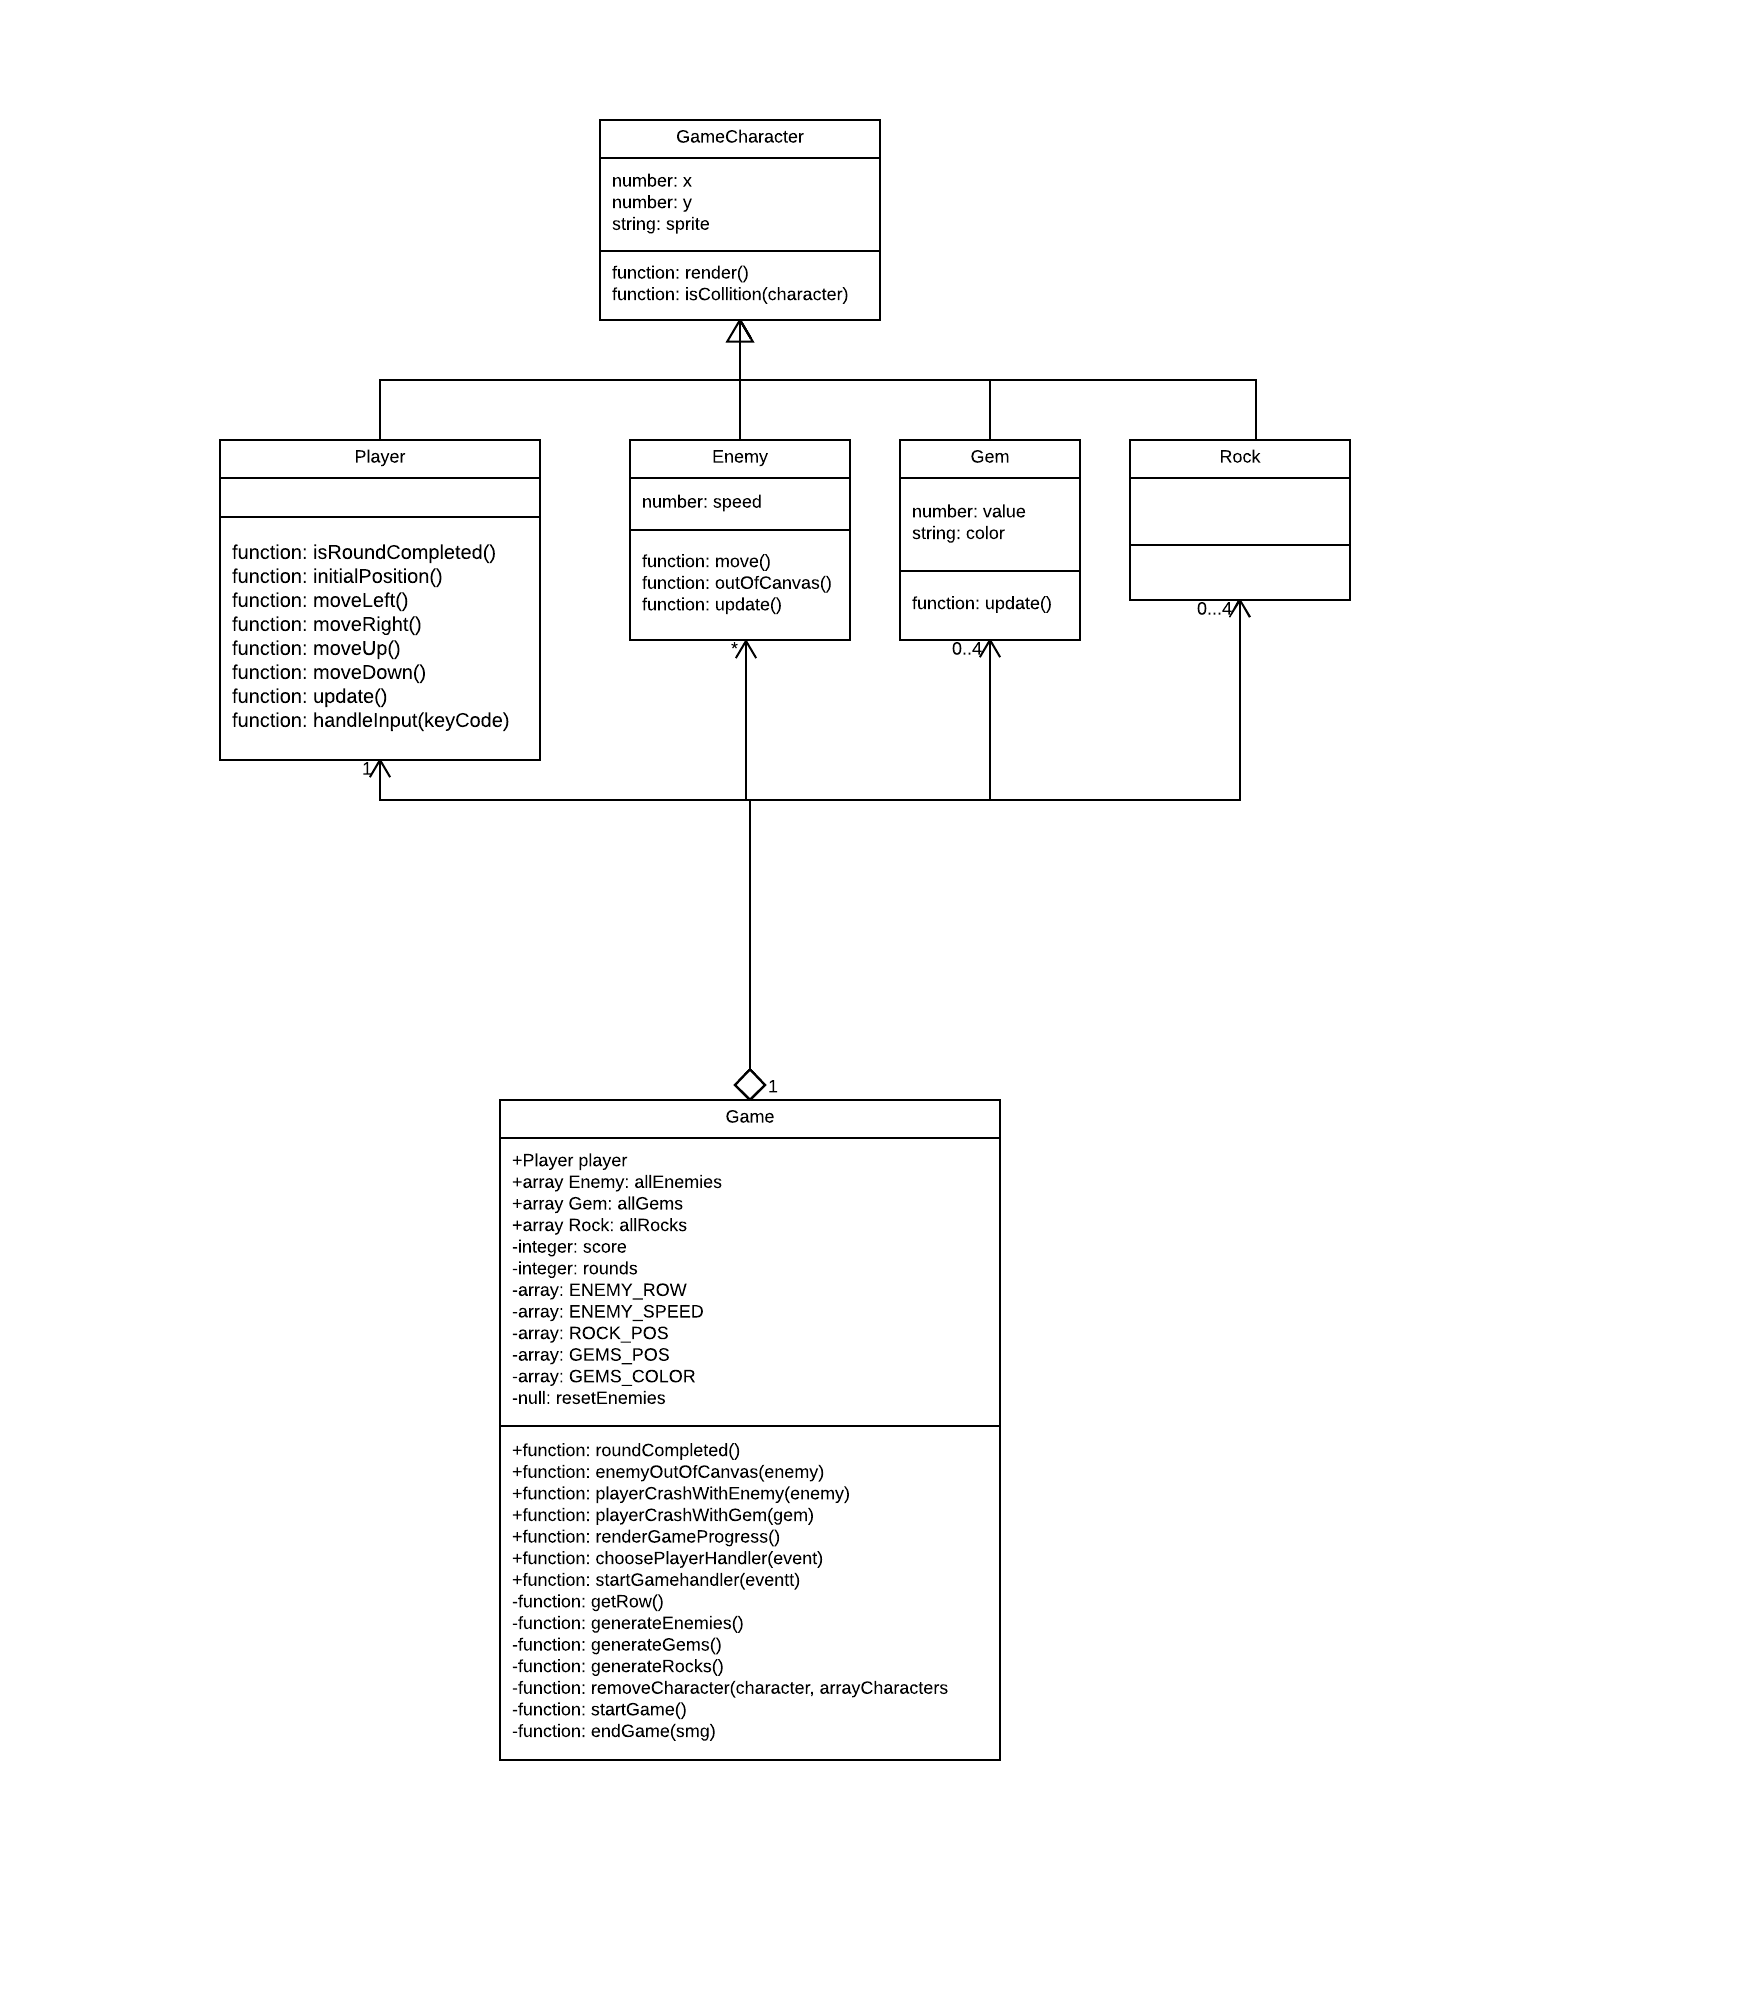 GameCharacter
number: x
number: y
string: sprite
function: render()
function: isCollition(character)
Player
function: isRoundCompleted()
function: initialPosition()
function: moveLeft()
function: moveRight()
function: moveUp()
function: moveDown()
function: update()
function: handleInput(keyCode)
1
Enemy
number: speed
function: move()
function: outOfCanvas()
function: update()
*
Gem
number: value
string: color
function: update()
0..4
Rock
0...4
1
Game
+Player player
+array Enemy: allEnemies
+array Gem: allGems
+array Rock: allRocks
-integer: score
-integer: rounds
-array: ENEMY_ROW
-array: ENEMY_SPEED
-array: ROCK_POS
-array: GEMS_POS
-array: GEMS_COLOR
-null: resetEnemies
+function: roundCompleted()
+function: enemyOutOfCanvas(enemy)
+function: playerCrashWithEnemy(enemy)
+function: playerCrashWithGem(gem)
+function: renderGameProgress()
+function: choosePlayerHandler(event)
+function: startGamehandler(eventt)
-function: getRow()
-function: generateEnemies()
-function: generateGems()
-function: generateRocks()
-function: removeCharacter(character, arrayCharacters
-function: startGame()
-function: endGame(smg)